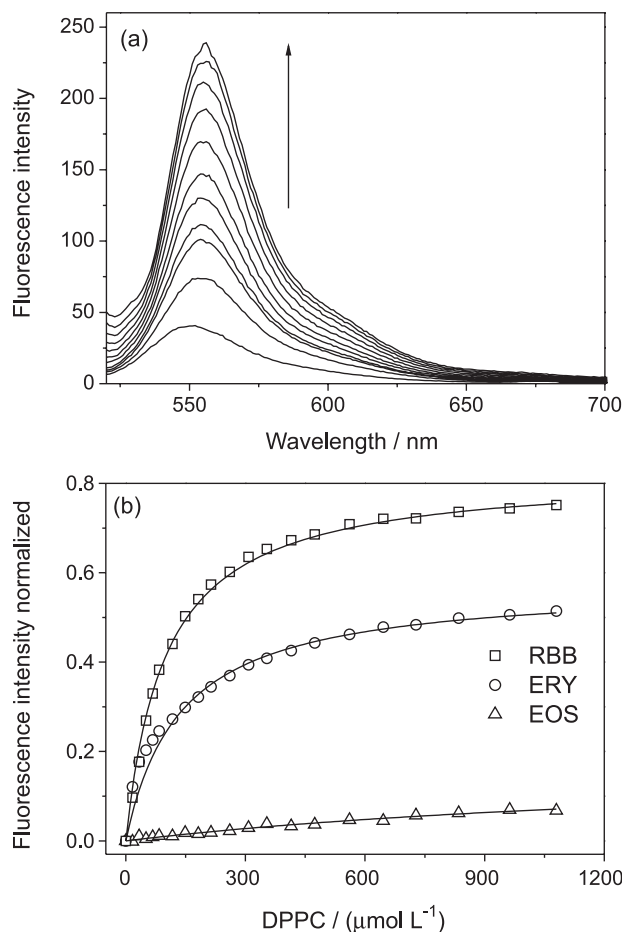 (a)
Fluorescence intensity
250
200
150
100
50
0
550
600
650
700
Wavelength / nm
(b)
Fluorescence intensity normalized
0.8
0.6
0.4
0.2
0.0
RBB
ERY
EOS
0
300
600
900
1200
DPPC / (μmol L⁻¹)